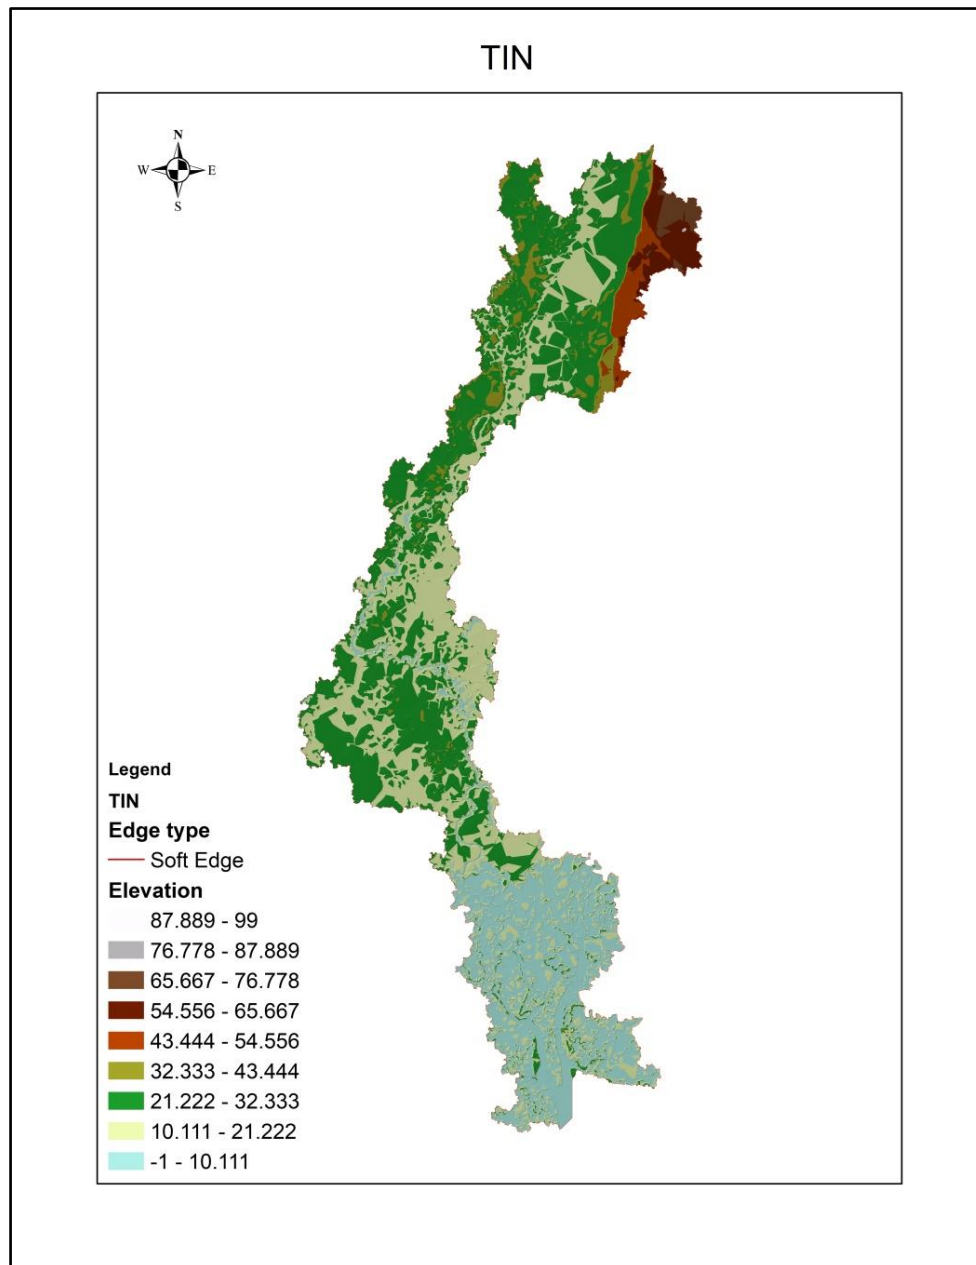 TIN
N
W E
S
Legend
TIN
Edge type
Soft Edge
Elevation
87.889 - 99
76.778 - 87.889
65.667 - 76.778
54.556 - 65.667
43.444 - 54.556
32.333 - 43.444
21.222 - 32.333
10.111 - 21.222
-1 - 10.111